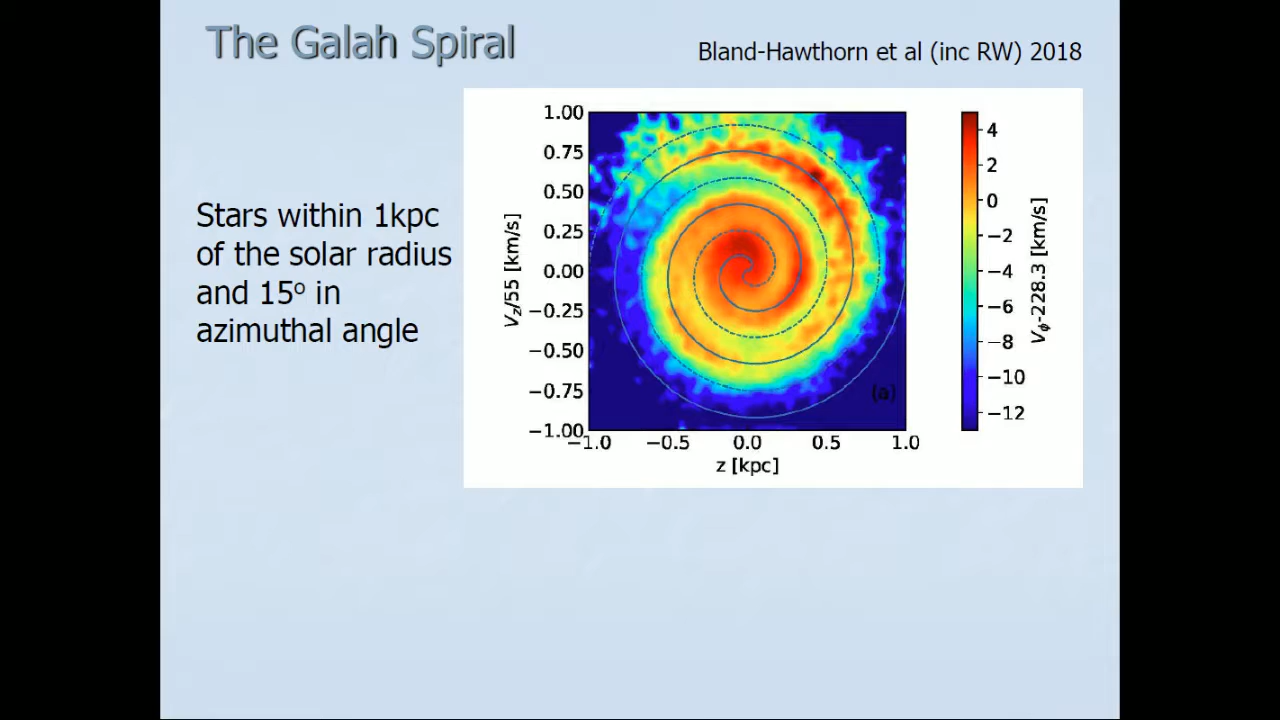 The Galah Spiral
Bland-Hawthorn et al (inc RW) 2018
Stars within 1kpc
of the solar radius
and 15º in
azimuthal angle
1.00
0.75
0.50
0.25
0.00
−0.25
−0.50
−0.75
−1.00
V_Z/55 [km/s]
(a)
−1.0
−0.5
0.0
0.5
1.0
z [kpc]
4
2
0
−2
−4
−6
−8
−10
−12
V_ϕ-228.3 [km/s]